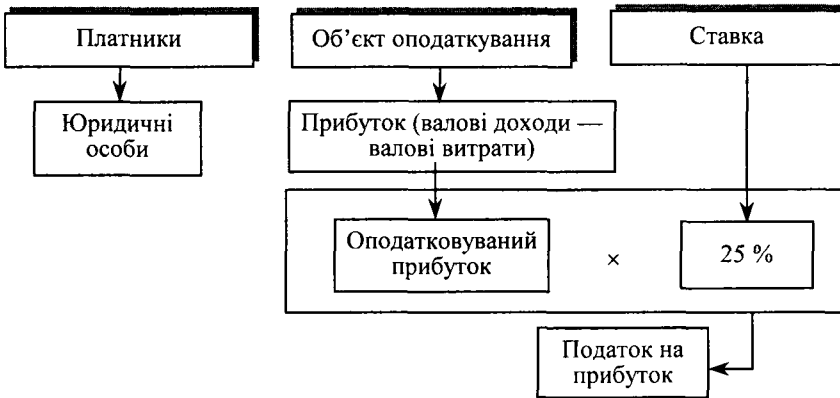 Платники
Об’єкт оподаткування
Ставка
Юридичні
особи
Прибуток (валові доходи —
валові витрати)
Оподатковуваний
прибуток
×
25 %
Податок на
прибуток